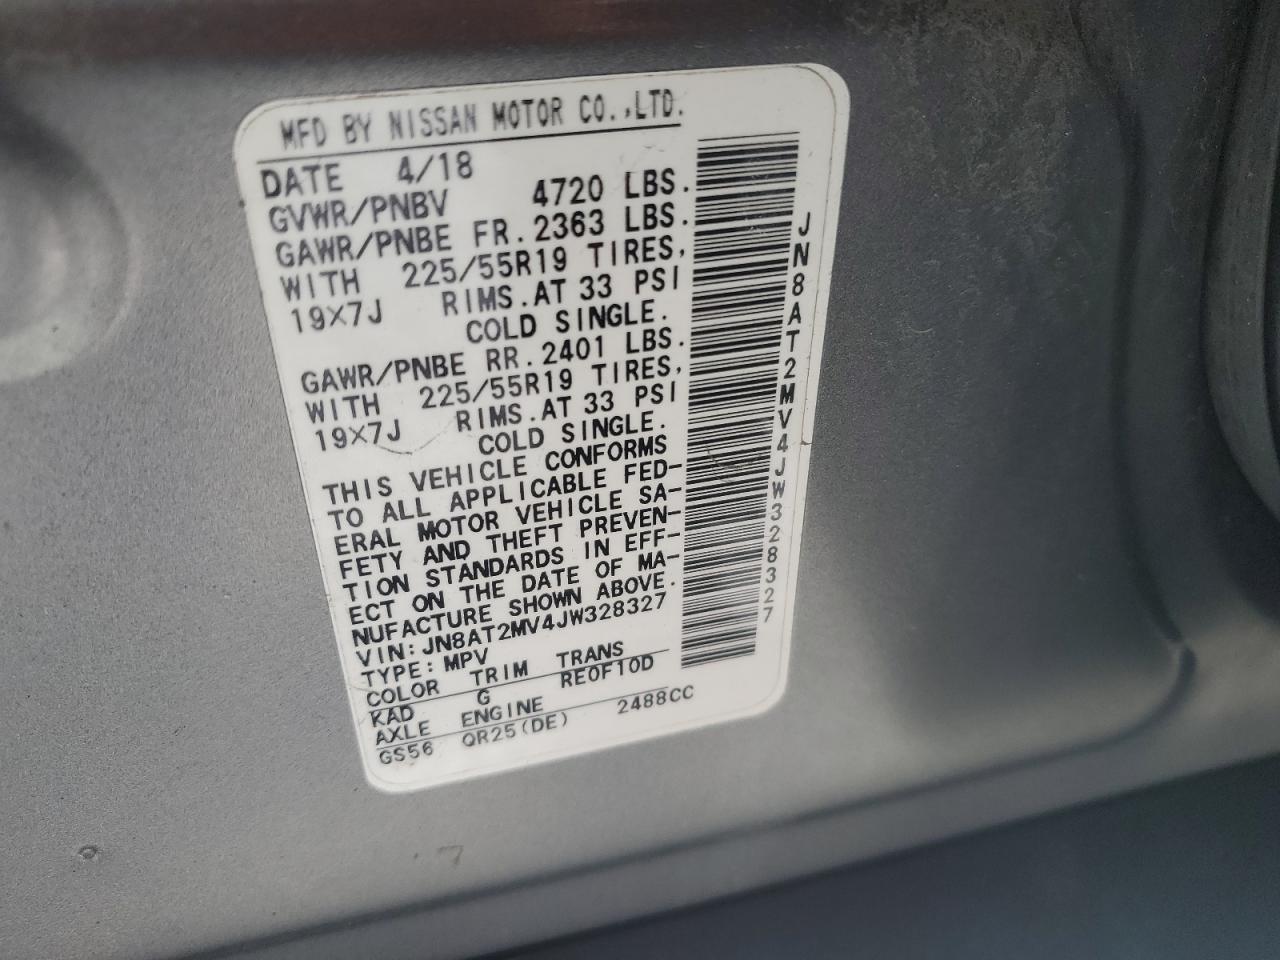 MFD BY NISSAN MOTOR CO.,LTD.
DATE 4/18
GVWR/PNBV 4720 LBS.
GAWR/PNBE FR.2363 LBS.
WITH 225/55R19 TIRES,
19X7J RIMS.AT 33 PSI
COLD SINGLE.
GAWR/PNBE RR.2401 LBS.
WITH 225/55R19 TIRES,
19X7J RIMS.AT 33 PSI
COLD SINGLE.
THIS VEHICLE CONFORMS
TO ALL APPLICABLE FED-
ERAL MOTOR VEHICLE SA-
FETY AND THEFT PREVEN-
TION STANDARDS IN EFF-
ECT ON THE DATE OF MA-
NUFACTURE SHOWN ABOVE.
VIN:JN8AT2MV4JW328327
TYPE:MPV
COLOR TRIM TRANS
KAD G RE0F10D
AXLE ENGINE
GS56 QR25(DE) 2488CC
JN8AT2MV4JW328327